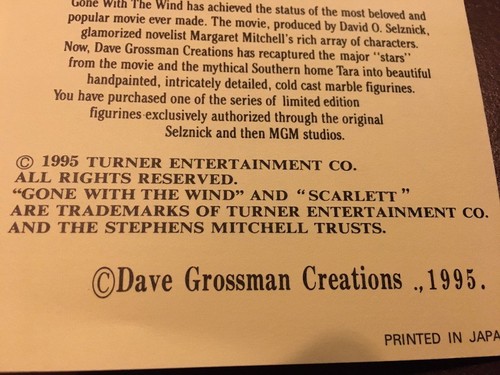 Gone With The Wind has achieved the status of the most beloved and
popular movie ever made. The movie, produced by David O. Selznick,
glamorized novelist Margaret Mitchell's rich array of characters.
Now, Dave Grossman Creations has recaptured the major "stars"
from the movie and the mythical Southern home Tara into beautiful
handpainted, intricately detailed, cold cast marble figurines.
You have purchased one of the series of limited edition
figurines exclusively authorized through the original
Selznick and then MGM studios.
© 1995 TURNER ENTERTAINMENT CO.
ALL RIGHTS RESERVED.
"GONE WITH THE WIND" AND "SCARLETT"
ARE TRADEMARKS OF TURNER ENTERTAINMENT CO.
AND THE STEPHENS MITCHELL TRUSTS.
©Dave Grossman Creations .,1995.
PRINTED IN JAPA